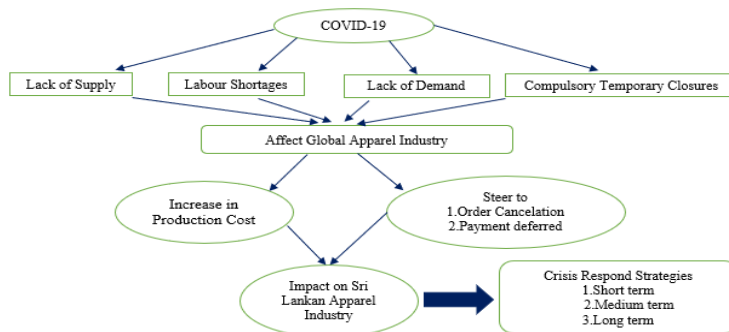 COVID-19
Lack of Supply
Labour Shortages
Lack of Demand
Compulsory Temporary Closures
Affect Global Apparel Industry
Increase in
Production Cost
Steer to
1.Order Cancelation
2.Payment deferred
Impact on Sri
Lankan Apparel
Industry
Crisis Respond Strategies
1.Short term
2.Medium term
3.Long term